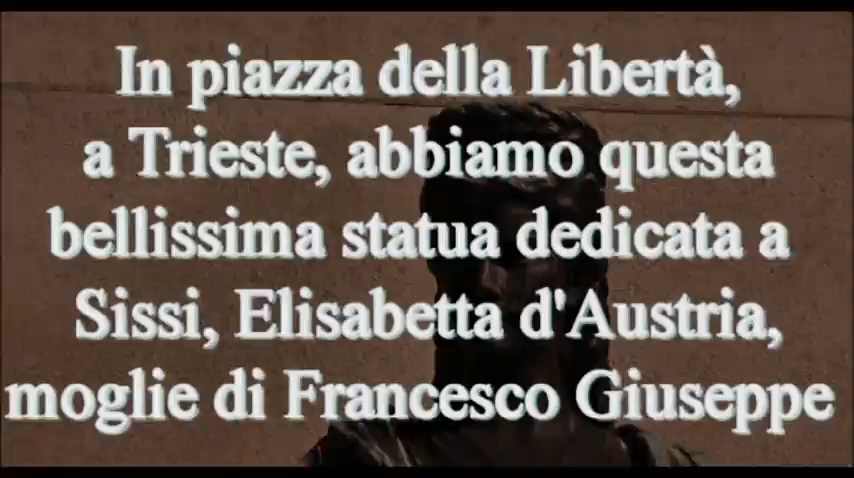 In piazza della Libertà,
a Trieste, abbiamo questa
bellissima statua dedicata a
Sissi, Elisabetta d'Austria,
moglie di Francesco Giuseppe